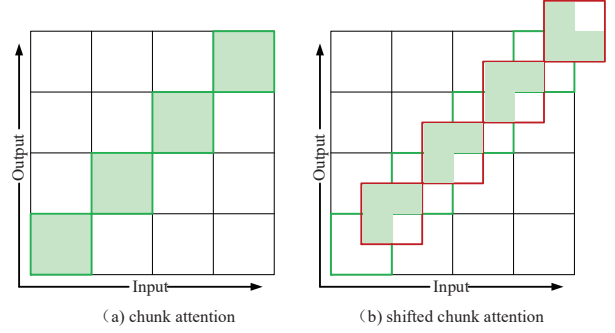 Output
Input
（a) chunk attention
Output
Input
（b) shifted chunk attention